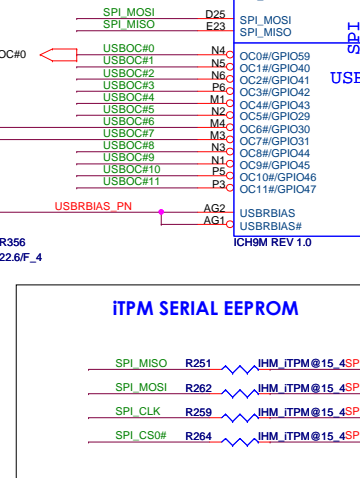 SPI_MOSI D25 SPI_MOSI
SPI_MISO E23 SPI_MISO
SPI
OC#0
USBOC#0 N4 OC0#/GPIO59
USBOC#1 N5 OC1#/GPIO40
USBOC#2 N6 OC2#/GPIO41
USBOC#3 P6 OC3#/GPIO42
USBOC#4 M1 OC4#/GPIO43
USBOC#5 N2 OC5#/GPIO29
USBOC#6 M4 OC6#/GPIO30
USBOC#7 M3 OC7#/GPIO31
USBOC#8 N3 OC8#/GPIO44
USBOC#9 N1 OC9#/GPIO45
USBOC#10 P5 OC10#/GPIO46
USBOC#11 P3 OC11#/GPIO47
USB
USBRBIAS_PN AG2 USBRBIAS
AG1 USBRBIAS#
R356
22.6/F_4
ICH9M REV 1.0
iTPM SERIAL EEPROM
SPI_MISO R251 IHM_iTPM@15_4 SP
SPI_MOSI R262 IHM_iTPM@15_4 SP
SPI_CLK R259 IHM_iTPM@15_4 SP
SPI_CS0# R264 IHM_iTPM@15_4 SP